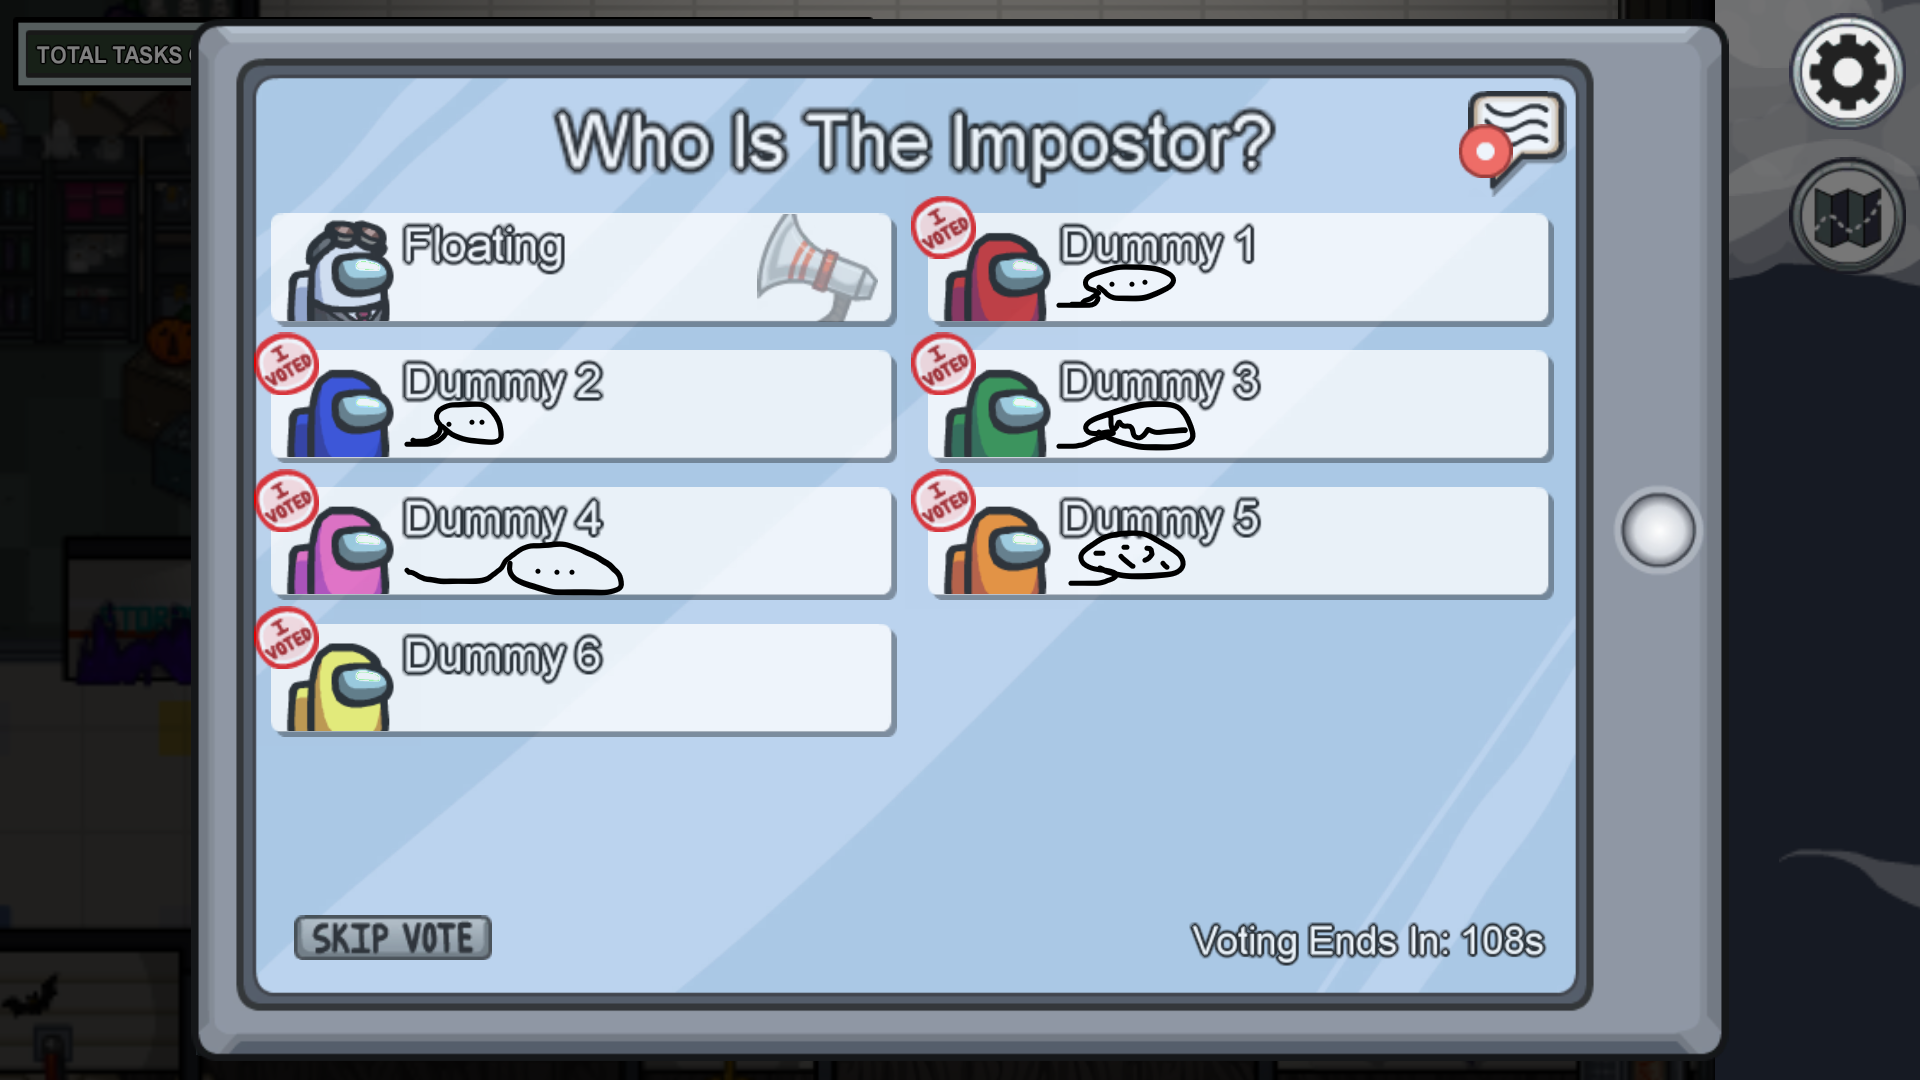 TOTAL TASKS
Who Is The Impostor?
Floating
I VOTED
Dummy 1
I VOTED
Dummy 2
I VOTED
Dummy 3
I VOTED
Dummy 4
I VOTED
Dummy 5
I VOTED
Dummy 6
SKIP VOTE
Voting Ends In: 108s